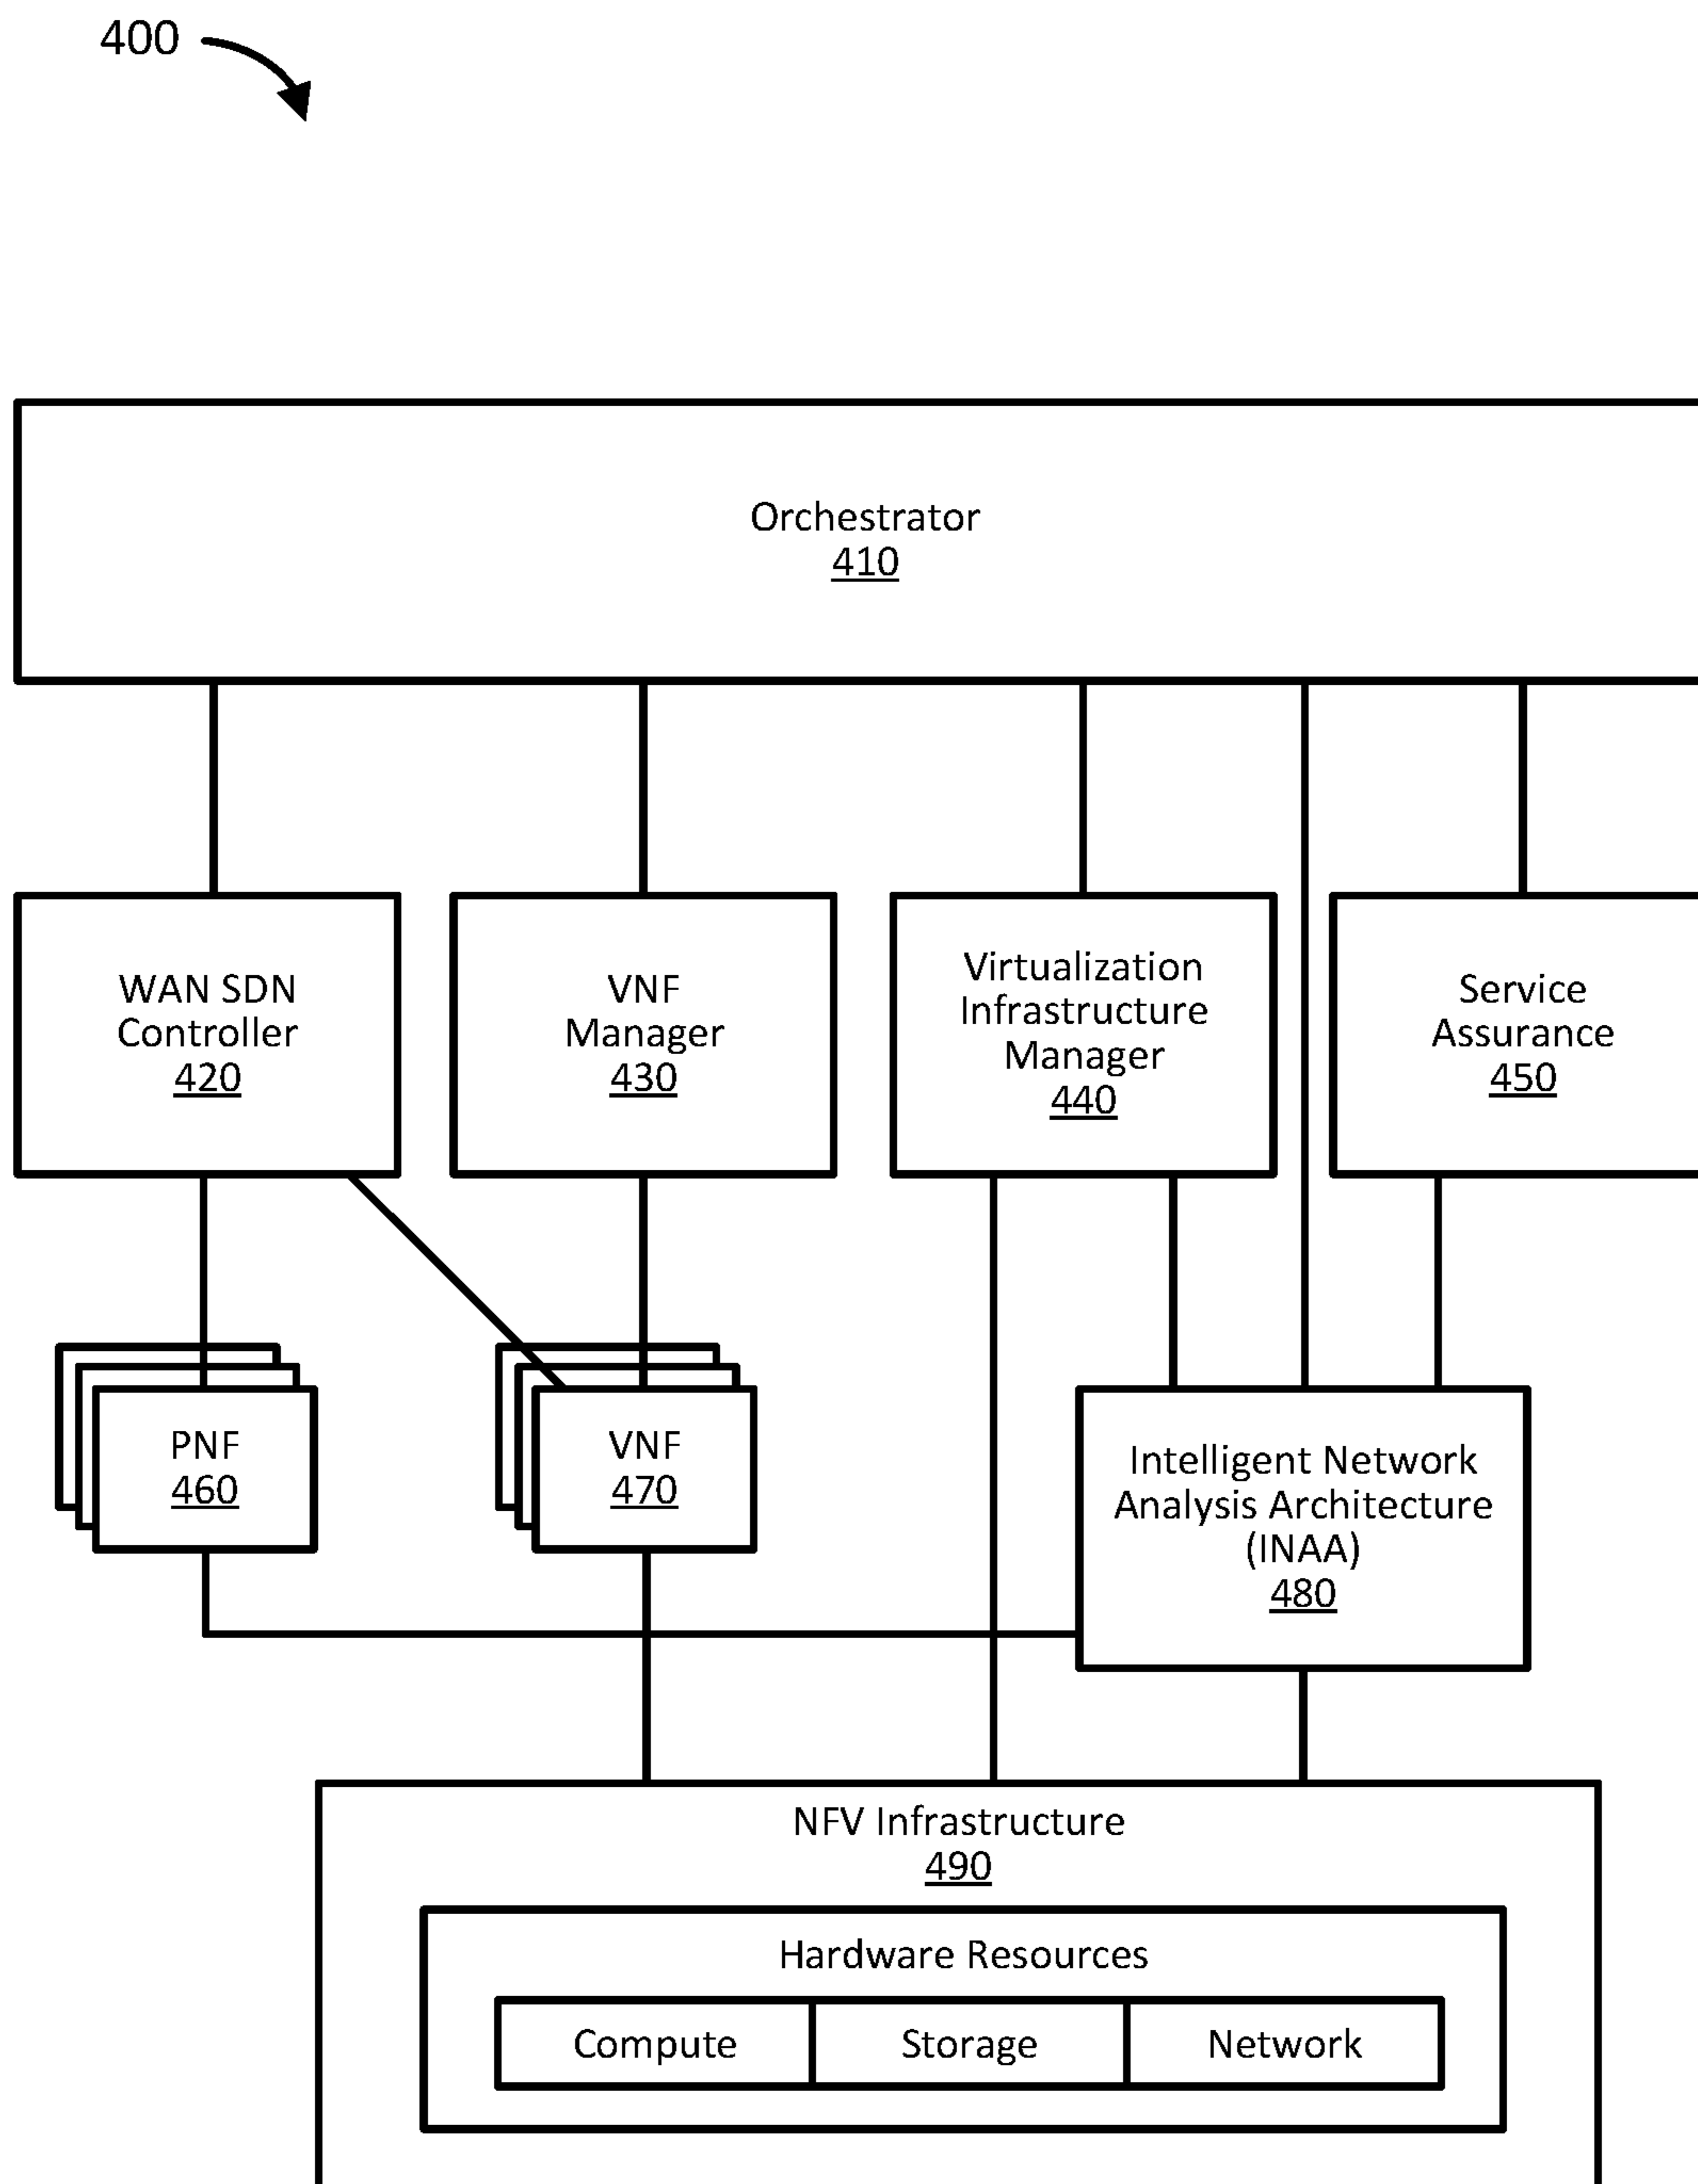 400
Orchestrator
410
WAN SDN
Controller
420
VNF
Manager
430
Virtualization
Infrastructure
Manager
440
Service
Assurance
450
PNF
460
VNF
470
Intelligent Network
Analysis Architecture
(INAA)
480
NFV Infrastructure
490
Hardware Resources
Compute
Storage
Network